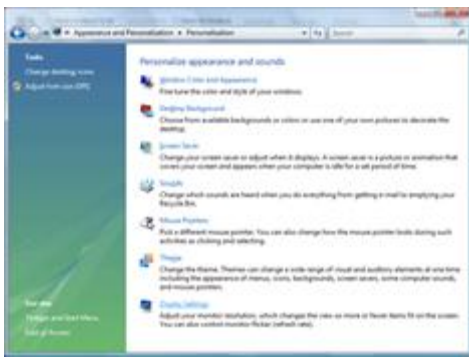 Appearance and Personalization ▸ Personalization
Tasks
Change desktop icons
Adjust font size (DPI)
Personalize appearance and sounds
Window Color and Appearance
Fine tune the color and style of your windows.
Desktop Background
Choose from available backgrounds or colors or use one of your own pictures to decorate the
desktop.
Screen Saver
Change your screen saver or adjust when it displays. A screen saver is a picture or animation that
covers your screen and appears when your computer is idle for a set period of time.
Sounds
Change which sounds are heard when you do everything from getting e-mail to emptying your
Recycle Bin.
Mouse Pointers
Pick a different mouse pointer. You can also change how the mouse pointer looks during such
activities as clicking and selecting.
Theme
Change the theme. Themes can change a wide range of visual and auditory elements at one time
including the appearance of menus, icons, backgrounds, screen savers, some computer sounds,
and mouse pointers.
Display Settings
Adjust your monitor resolution, which changes the view so more or fewer items fit on the screen.
You can also control monitor flicker (refresh rate).
See also
Taskbar and Start Menu
Ease of Access